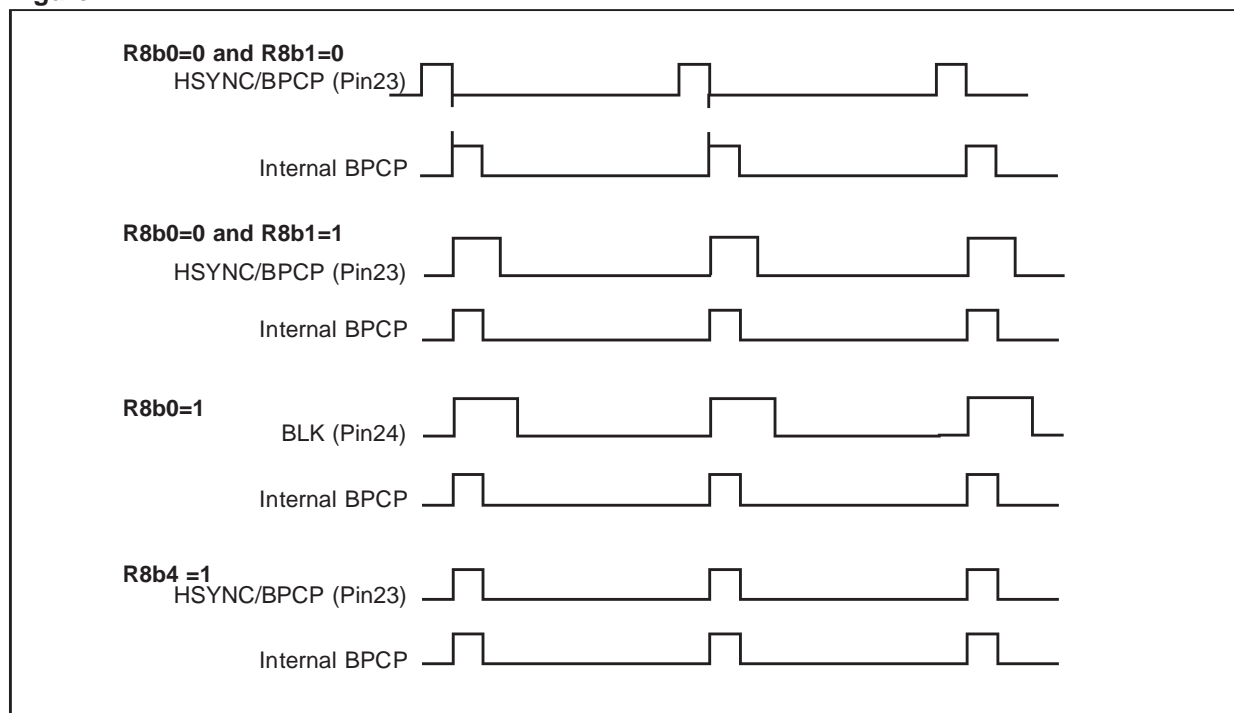 R8b0=0 and R8b1=0
HSYNC/BPCP (Pin23)
Internal BPCP
R8b0=0 and R8b1=1
HSYNC/BPCP (Pin23)
Internal BPCP
R8b0=1
BLK (Pin24)
Internal BPCP
R8b4 =1
HSYNC/BPCP (Pin23)
Internal BPCP